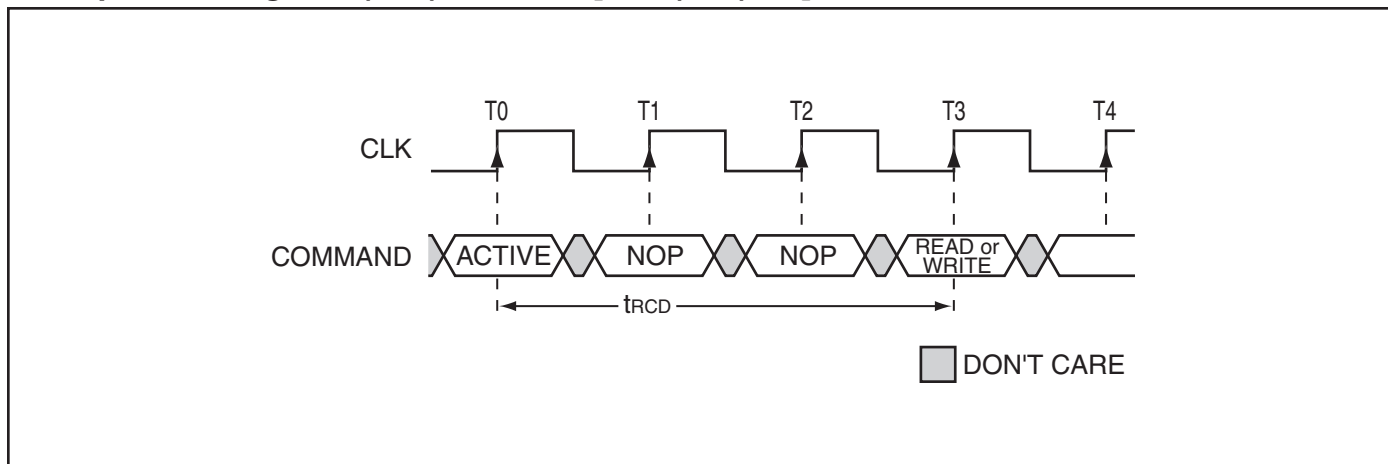 T0 T1 T2 T3 T4
CLK
COMMAND ACTIVE NOP NOP READ or
WRITE
tRCD
DON'T CARE